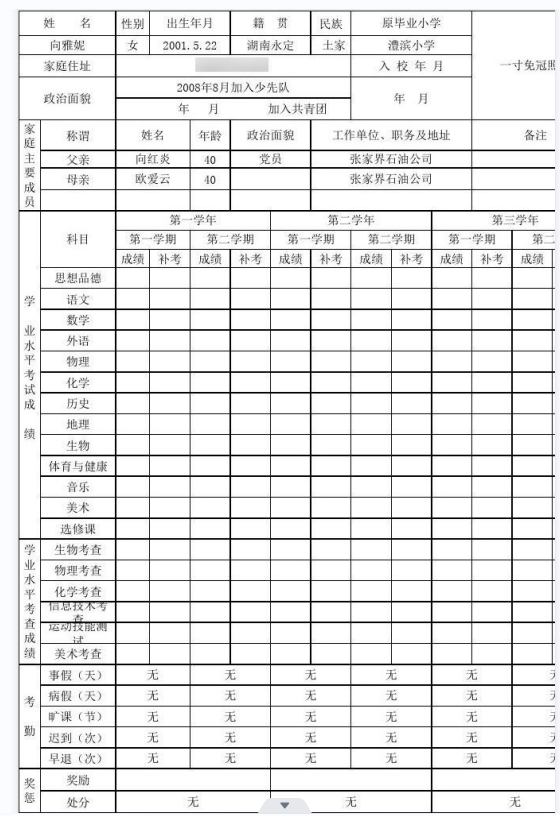 姓 名 性别 出生年月 籍 贯 民族 原毕业小学
向雅妮 女 2001.5.22 湖南永定 土家 澧滨小学
家庭住址 入 校 年 月 一寸免冠照
政治面貌 2008年8月加入少先队
年 月 加入共青团 年 月
家庭主要成员 称谓 姓名 年龄 政治面貌 工作单位、职务及地址 备注
父亲 向红炎 40 党员 张家界石油公司
母亲 欧爱云 40 张家界石油公司
学业水平考试成绩 科目 第一学年 第二学年 第三学年
第一学期 第二学期 第一学期 第二学期 第一学期 第二
成绩 补考 成绩 补考 成绩 补考 成绩 补考 成绩 补考 成绩
思想品德
语文
数学
外语
物理
化学
历史
地理
生物
体育与健康
音乐
美术
选修课
学业水平考查成绩 生物考查
物理考查
化学考查
信息技术考查
运动技能测试
美术考查
考勤 事假（天） 无 无 无 无 无
病假（天） 无 无 无 无 无
旷课（节） 无 无 无 无 无
迟到（次） 无 无 无 无 无
早退（次） 无 无 无 无 无
奖惩 奖励
处分 无 无 无